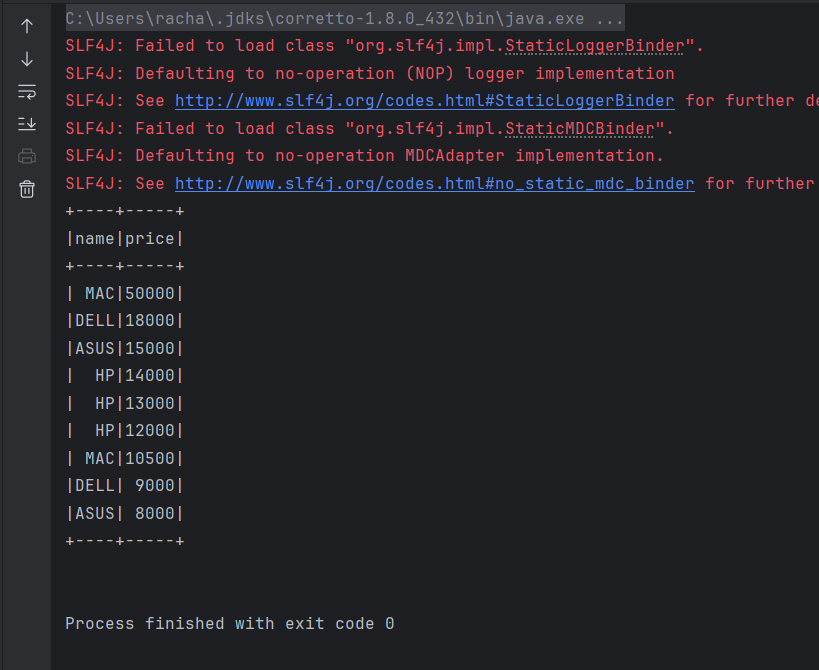 C:\Users\racha\.jdks\corretto-1.8.0_432\bin\java.exe ...
SLF4J: Failed to load class "org.slf4j.impl.StaticLoggerBinder".
SLF4J: Defaulting to no-operation (NOP) logger implementation
SLF4J: See http://www.slf4j.org/codes.html#StaticLoggerBinder for further
SLF4J: Failed to load class "org.slf4j.impl.StaticMDCBinder".
SLF4J: Defaulting to no-operation MDCAdapter implementation.
SLF4J: See http://www.slf4j.org/codes.html#no_static_mdc_binder for further
+----+-----+
|name|price|
+----+-----+
| MAC|50000|
|DELL|18000|
|ASUS|15000|
|  HP|14000|
|  HP|13000|
|  HP|12000|
| MAC|10500|
|DELL| 9000|
|ASUS| 8000|
+----+-----+
Process finished with exit code 0